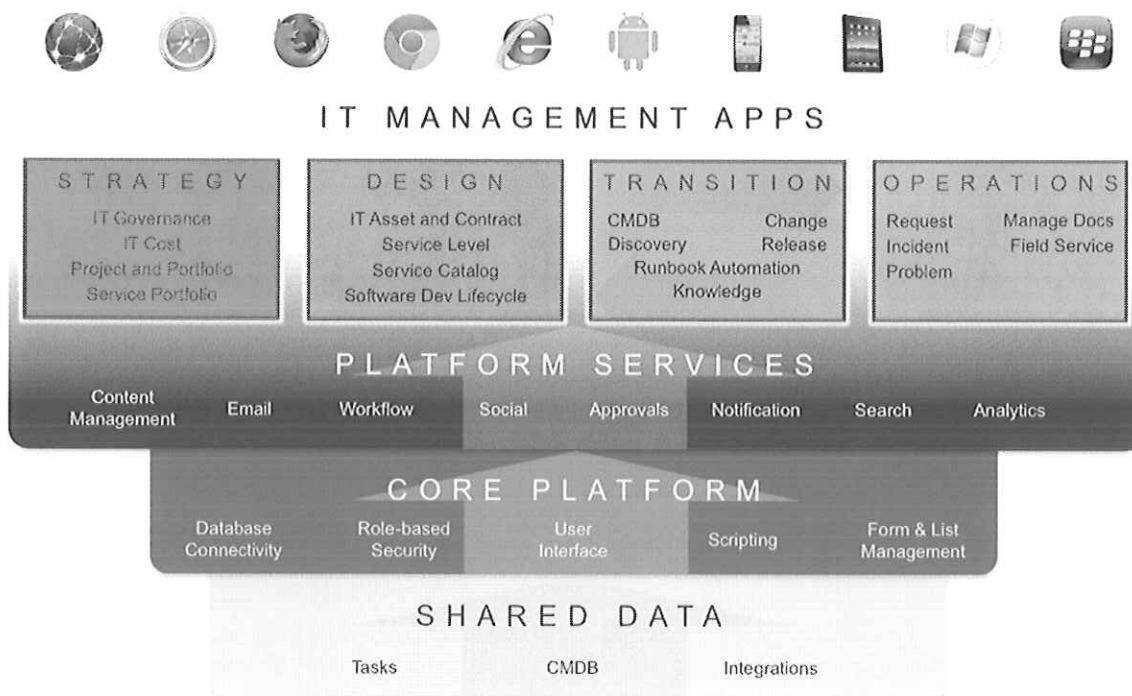 IT MANAGEMENT APPS
STRATEGY
IT Governance
IT Cost
Project and Portfolio
Service Portfolio
DESIGN
IT Asset and Contract
Service Level
Service Catalog
Software Dev Lifecycle
TRANSITION
CMDB Change
Discovery Release
Runbook Automation
Knowledge
OPERATIONS
Request Manage Docs
Incident Field Service
Problem
PLATFORM SERVICES
Content
Management
Email
Workflow
Social
Approvals
Notification
Search
Analytics
CORE PLATFORM
Database
Connectivity
Role-based
Security
User
Interface
Scripting
Form & List
Management
SHARED DATA
Tasks
CMDB
Integrations